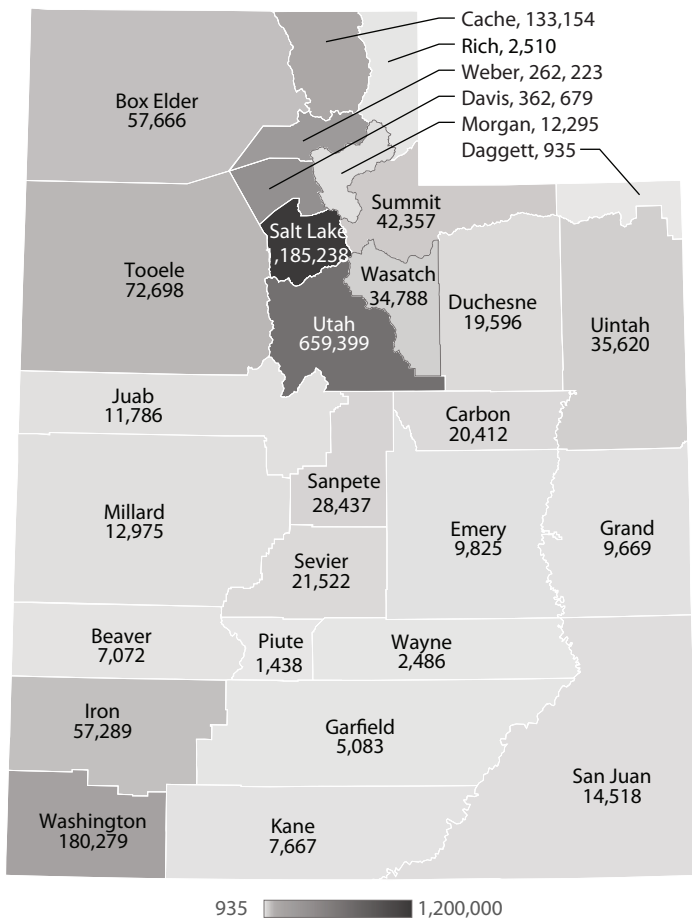 Cache, 133,154
Rich, 2,510
Weber, 262, 223
Davis, 362, 679
Morgan, 12,295
Daggett, 935
Box Elder
57,666
Summit
42,357
Salt Lake
,185,238
Tooele
72,698
Wasatch
34,788
Duchesne
19,596
Uintah
35,620
Utah
659,399
Juab
11,786
Carbon
20,412
Sanpete
28,437
Millard
12,975
Emery
9,825
Grand
9,669
Sevier
21,522
Beaver
7,072
Piute
1,438
Wayne
2,486
Iron
57,289
Garfield
5,083
San Juan
14,518
Washington
180,279
Kane
7,667
935 1,200,000